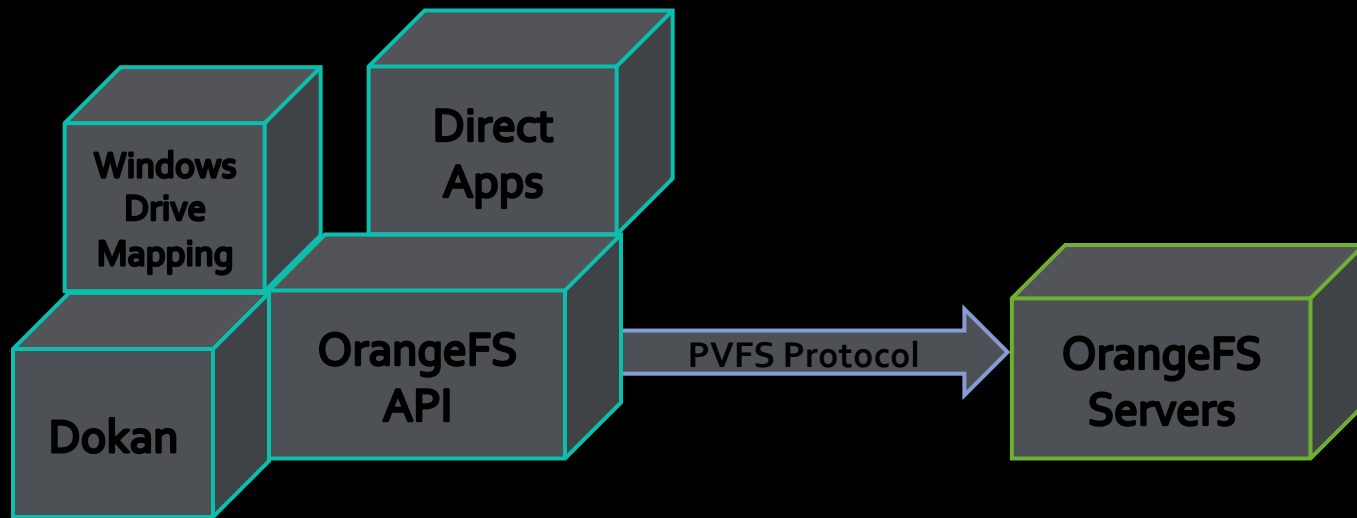 Windows
Drive
Mapping
Direct
Apps
Dokan
OrangeFS
API
PVFS Protocol
OrangeFS
Servers